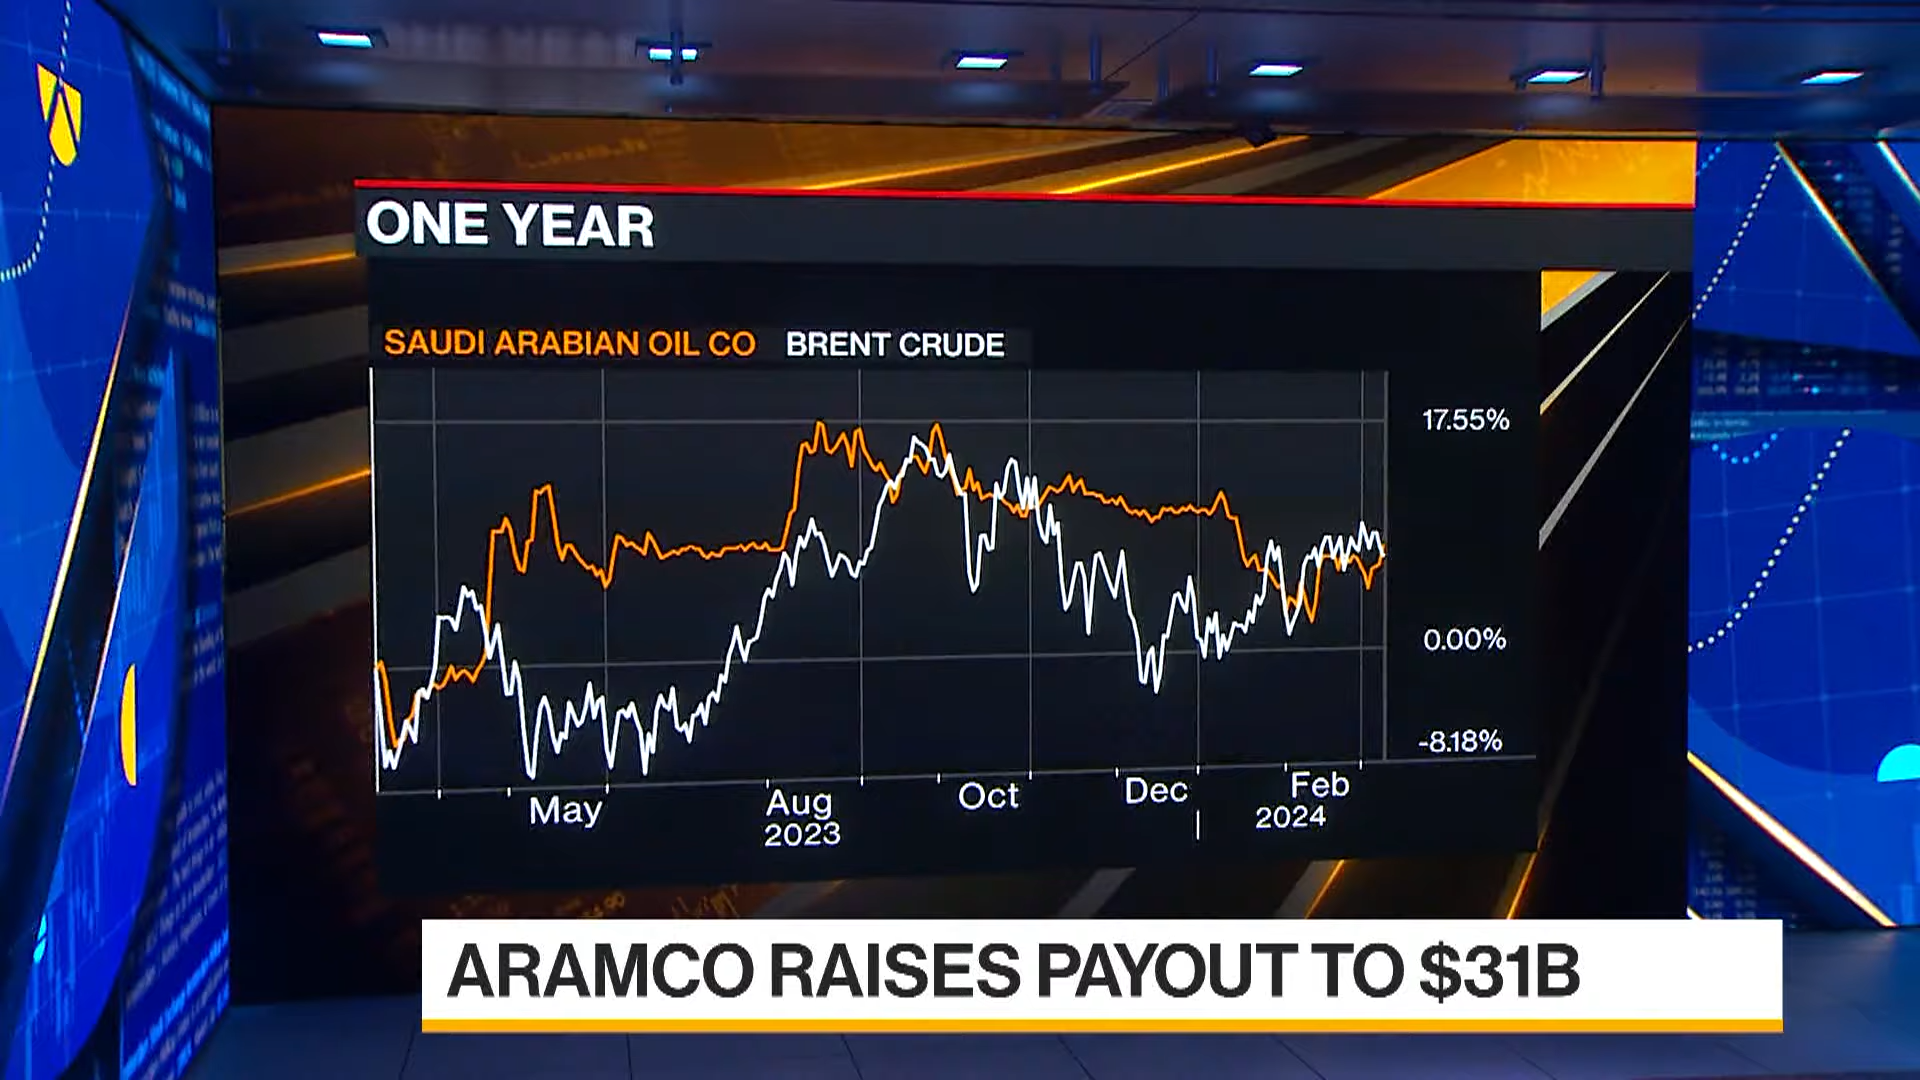 ONE YEAR
SAUDI ARABIAN OIL CO BRENT CRUDE
17.55%
0.00%
-8.18%
May Aug Oct Dec Feb
2023 2024
ARAMCO RAISES PAYOUT TO $31B